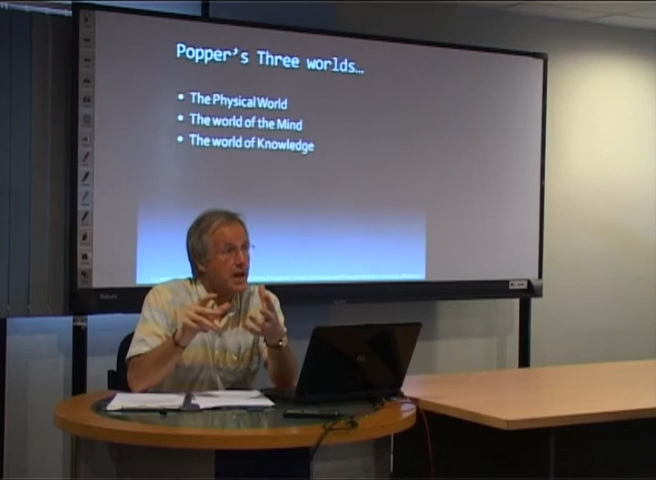 Popper's Three worlds...
• The Physical World
• The world of the Mind
• The world of Knowledge